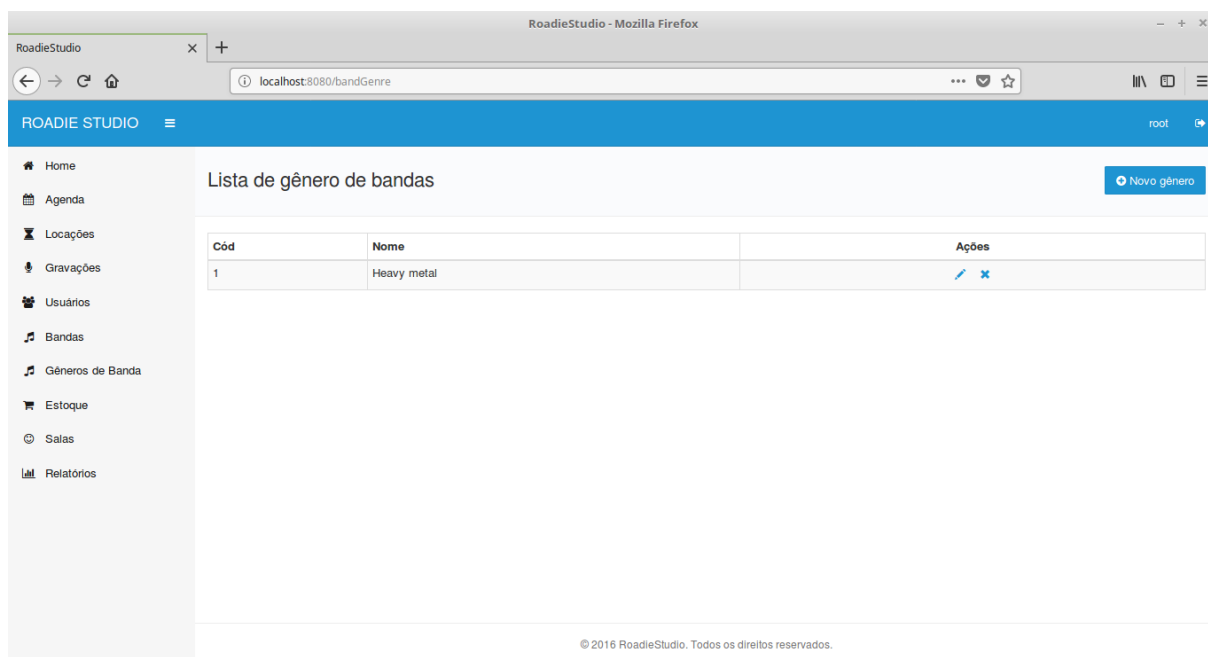 RoadieStudio - Mozilla Firefox
RoadieStudio
localhost:8080/bandGenre
ROADIE STUDIO
root
Home
Agenda
Locações
Gravações
Usuários
Bandas
Gêneros de Banda
Estoque
Salas
Relatórios
Lista de gênero de bandas
Novo gênero
Cód Nome Ações
1 Heavy metal
© 2016 RoadieStudio. Todos os direitos reservados.